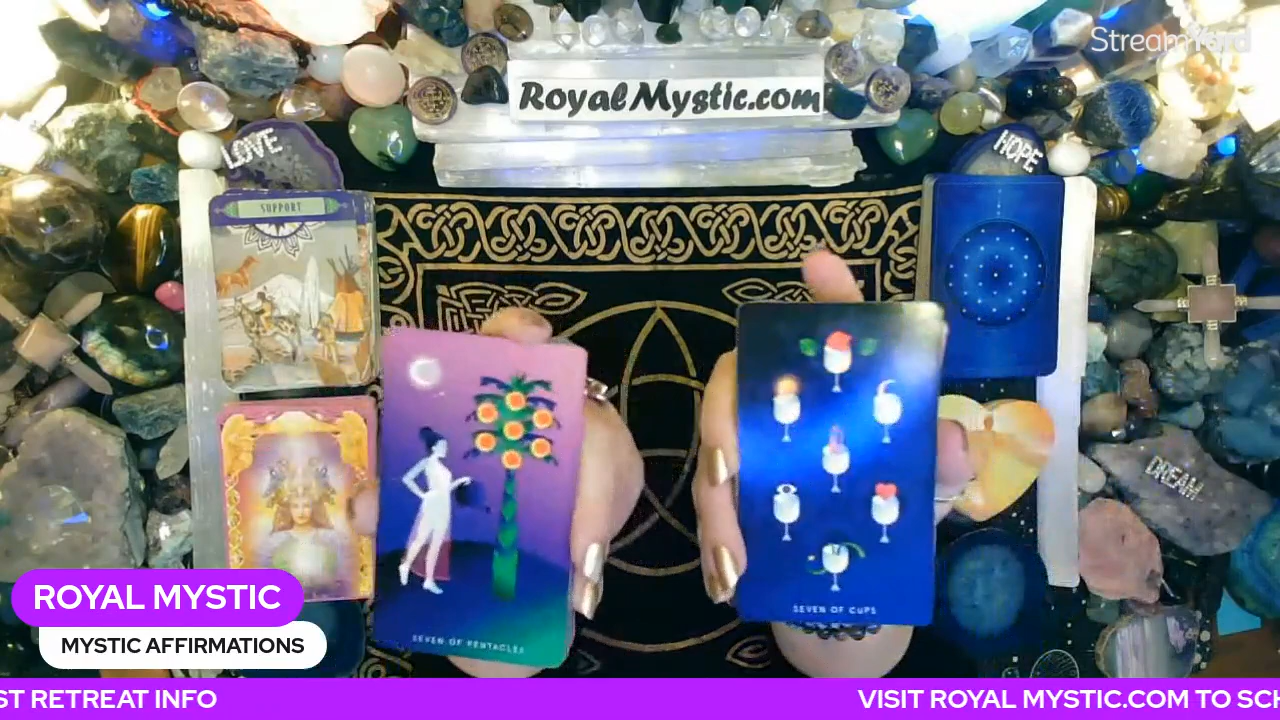 StreamYard
RoyalMystic.com
LOVE
HOPE
SUPPORT
DREAM
SEVEN OF PENTACLES
SEVEN OF CUPS
ROYAL MYSTIC
MYSTIC AFFIRMATIONS
ST RETREAT INFO
VISIT ROYAL MYSTIC.COM TO SCH